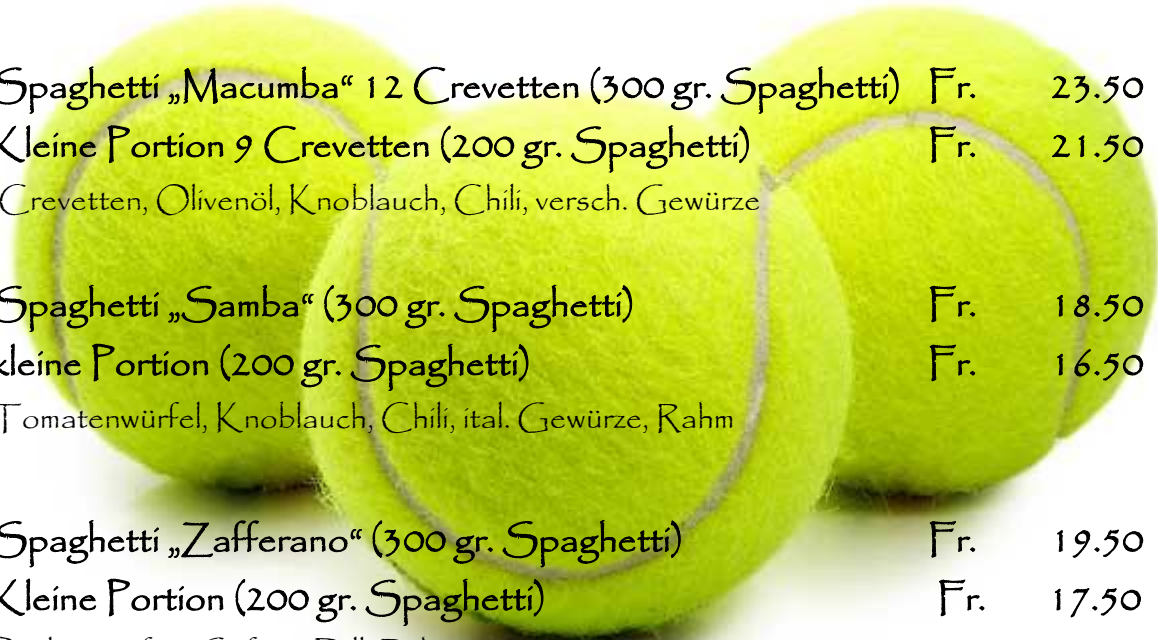 Spaghetti „Macumba“ 12 Crevetten (300 gr. Spaghetti) Fr. 23.50
Kleine Portion 9 Crevetten (200 gr. Spaghetti) Fr. 21.50
Crevetten, Olivenöl, Knoblauch, Chili, versch. Gewürze
Spaghetti „Samba“ (300 gr. Spaghetti) Fr. 18.50
kleine Portion (200 gr. Spaghetti) Fr. 16.50
Tomatenwürfel, Knoblauch, Chili, ital. Gewürze, Rahm
Spaghetti „Zafferano“ (300 gr. Spaghetti) Fr. 19.50
Kleine Portion (200 gr. Spaghetti) Fr. 17.50